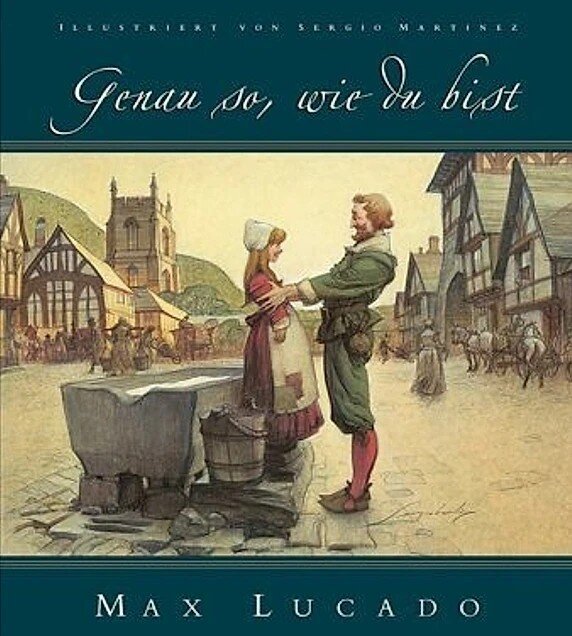 ILLUSTRIERT VON SERGIO MARTINEZ
Genau so, wie du bist
MAX LUCADO